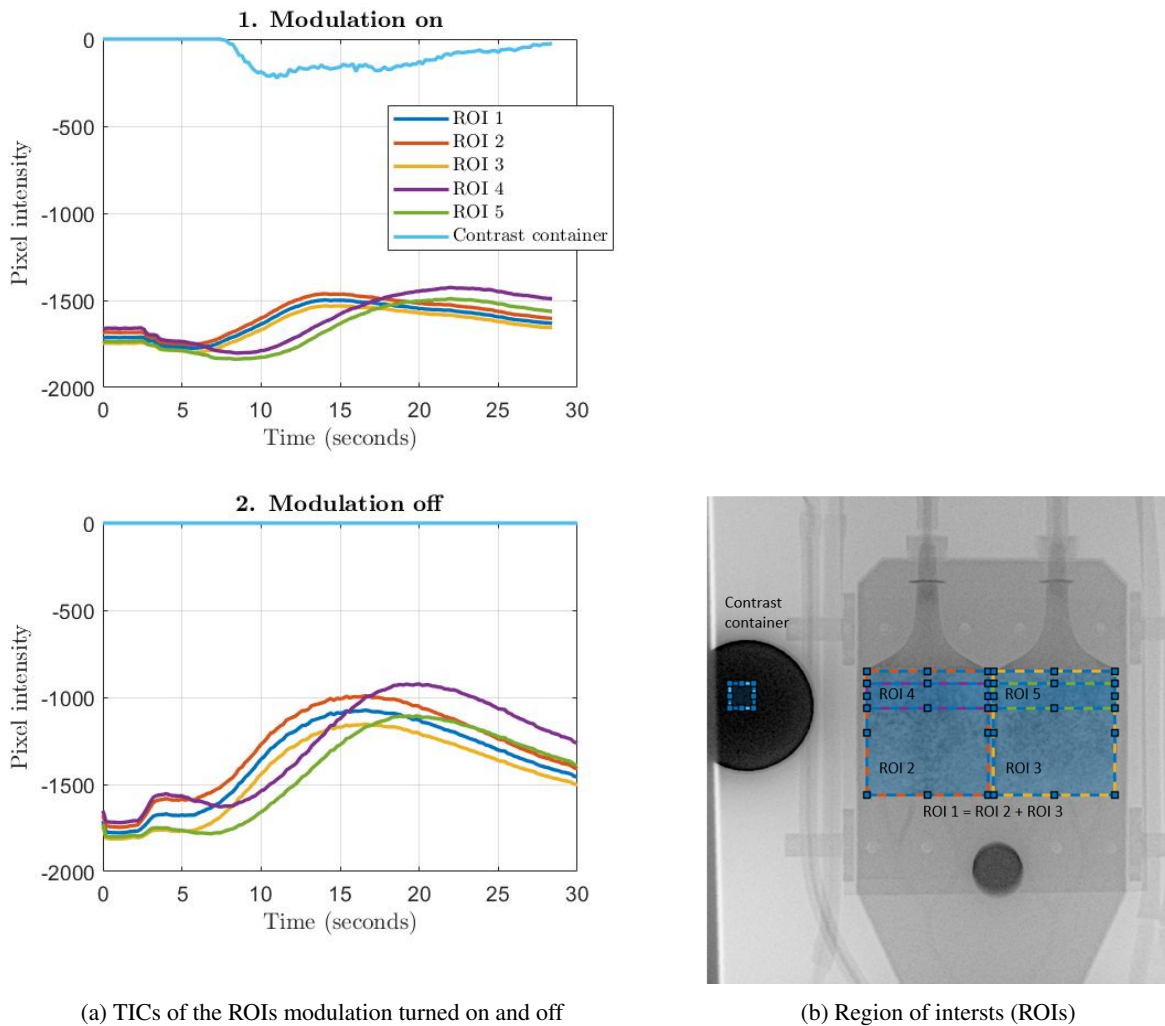 1. Modulation on
0
-500
-1000
-1500
-2000
Pixel intensity
0 5 10 15 20 25 30
Time (seconds)
ROI 1
ROI 2
ROI 3
ROI 4
ROI 5
Contrast container
2. Modulation off
0
-500
-1000
-1500
-2000
Pixel intensity
0 5 10 15 20 25 30
Time (seconds)
Contrast
container
ROI 4 ROI 5
ROI 2 ROI 3
ROI 1 = ROI 2 + ROI 3
(a) TICs of the ROIs modulation turned on and off
(b) Region of intersts (ROIs)